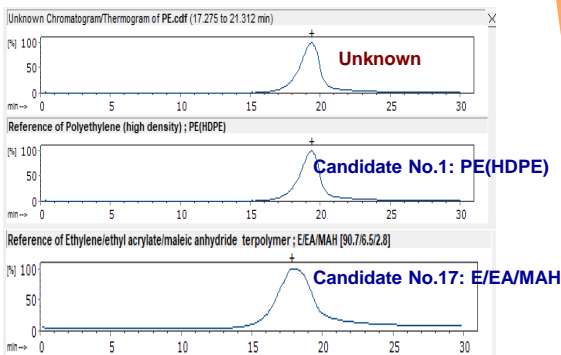 Unknown Chromatogram/Thermogram of PE.cdf (17.275 to 21.312 min)
[%] 100
50
0
min--> 0 5 10 15 20 25 30
Unknown
Reference of Polyethylene (high density) ; PE(HDPE)
[%] 100
50
0
min--> 0 5 10 15 20 25 30
Candidate No.1: PE(HDPE)
Reference of Ethylene/ethyl acrylate/maleic anhydride terpolymer ; E/EA/MAH [90.7/6.5/2.8]
[%] 100
50
0
min--> 0 5 10 15 20 25 30
Candidate No.17: E/EA/MAH